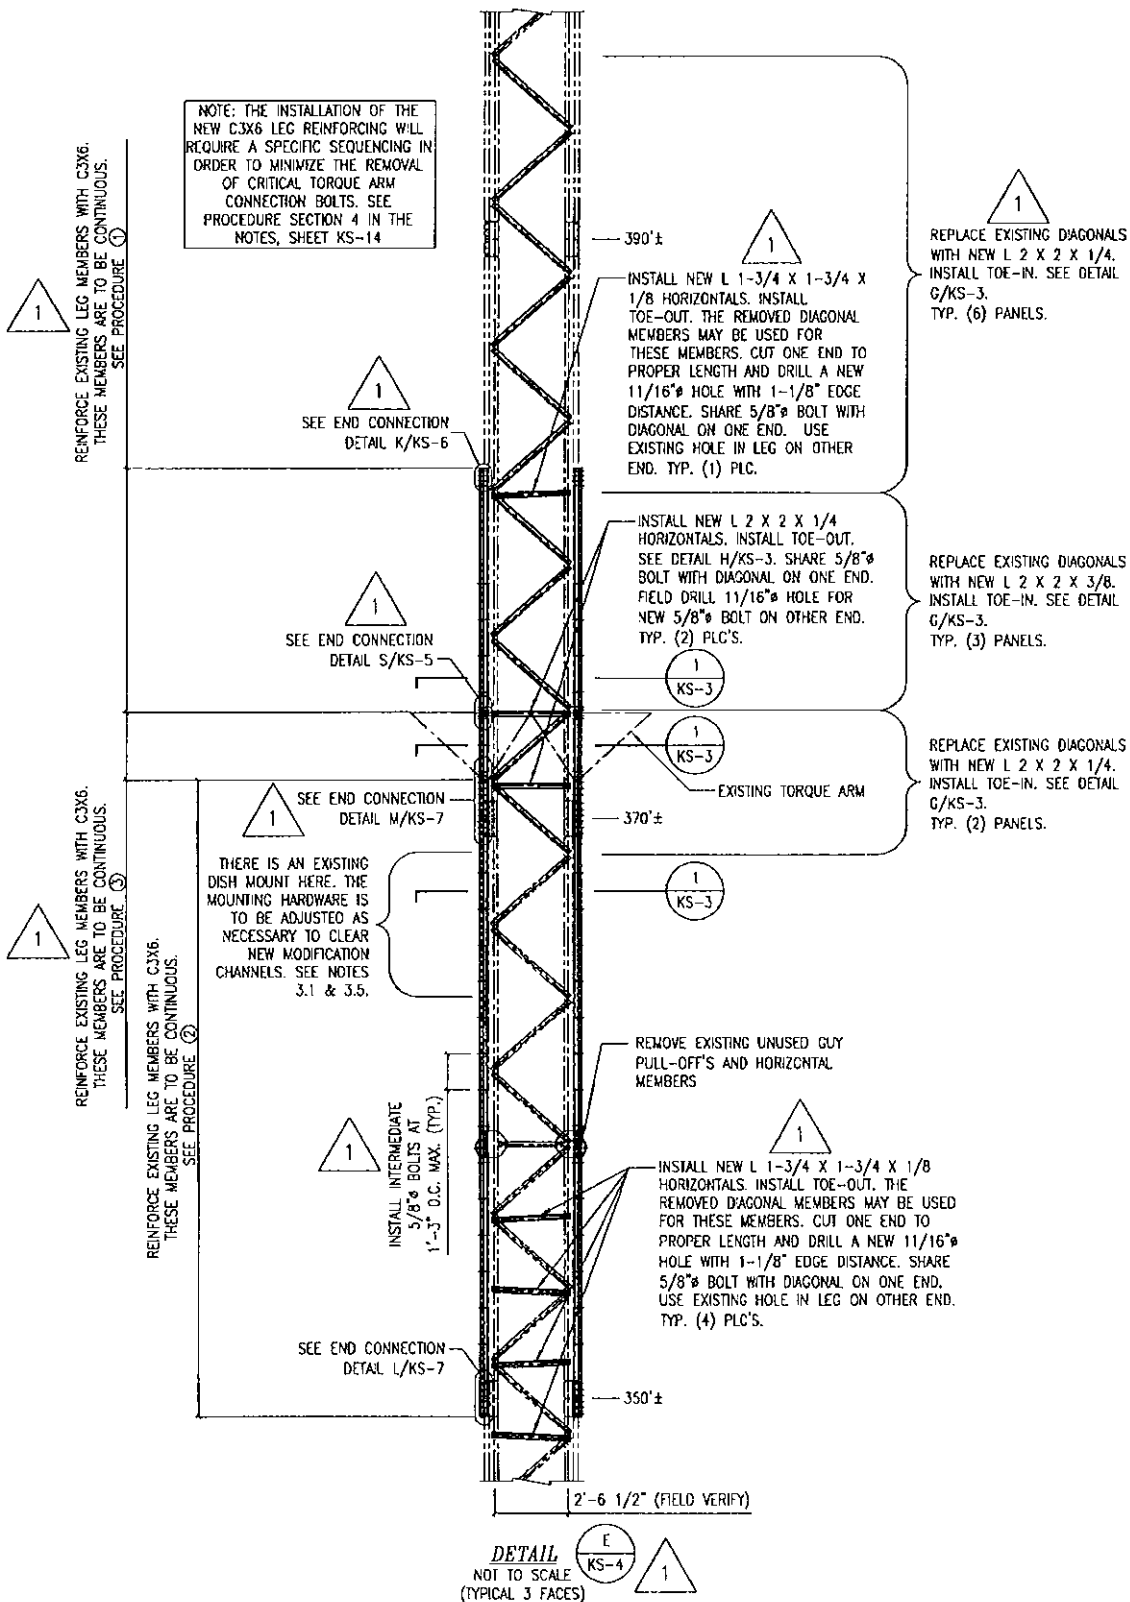 NOTE: THE INSTALLATION OF THE
NEW C3X6 LEG REINFORCING WILL
REQUIRE A SPECIFIC SEQUENCING IN
ORDER TO MINIMIZE THE REMOVAL
OF CRITICAL TORQUE ARM
CONNECTION BOLTS. SEE
PROCEDURE SECTION 4 IN THE
NOTES, SHEET KS-14
1
REINFORCE EXISTING LEG MEMBERS WITH C3X6.
THESE MEMBERS ARE TO BE CONTINUOUS.
SEE PROCEDURE 1
390'±
1
INSTALL NEW L 1-3/4 X 1-3/4 X
1/8 HORIZONTALS. INSTALL
TOE-OUT. THE REMOVED DIAGONAL
MEMBERS MAY BE USED FOR
THESE MEMBERS. CUT ONE END TO
PROPER LENGTH AND DRILL A NEW
11/16"ø HOLE WITH 1-1/8" EDGE
DISTANCE. SHARE 5/8"ø BOLT WITH
DIAGONAL ON ONE END. USE
EXISTING HOLE IN LEG ON OTHER
END. TYP. (1) PLC.
1
REPLACE EXISTING DIAGONALS
WITH NEW L 2 X 2 X 1/4.
INSTALL TOE-IN. SEE DETAIL
G/KS-3.
TYP. (6) PANELS.
1
SEE END CONNECTION
DETAIL K/KS-6
INSTALL NEW L 2 X 2 X 1/4
HORIZONTALS. INSTALL TOE-OUT.
SEE DETAIL H/KS-3. SHARE 5/8"ø
BOLT WITH DIAGONAL ON ONE END.
FIELD DRILL 11/16"ø HOLE FOR
NEW 5/8"ø BOLT ON OTHER END.
TYP. (2) PLC'S.
REPLACE EXISTING DIAGONALS
WITH NEW L 2 X 2 X 3/8.
INSTALL TOE-IN. SEE DETAIL
G/KS-3.
TYP. (3) PANELS.
1
SEE END CONNECTION
DETAIL S/KS-5
1
KS-3
1
KS-3
REPLACE EXISTING DIAGONALS
WITH NEW L 2 X 2 X 1/4.
INSTALL TOE-IN. SEE DETAIL
G/KS-3.
TYP. (2) PANELS.
EXISTING TORQUE ARM
1
SEE END CONNECTION
DETAIL M/KS-7
370'±
1
REINFORCE EXISTING LEG MEMBERS WITH C3X6.
THESE MEMBERS ARE TO BE CONTINUOUS.
SEE PROCEDURE 3
THERE IS AN EXISTING
DISH MOUNT HERE. THE
MOUNTING HARDWARE IS
TO BE ADJUSTED AS
NECESSARY TO CLEAR
NEW MODIFICATION
CHANNELS. SEE NOTES
3.1 & 3.5.
1
KS-3
REINFORCE EXISTING LEG MEMBERS WITH C3X6.
THESE MEMBERS ARE TO BE CONTINUOUS.
SEE PROCEDURE 2
REMOVE EXISTING UNUSED GUY
PULL-OFF'S AND HORIZONTAL
MEMBERS
1
INSTALL INTERMEDIATE
5/8"ø BOLTS AT
1'-3" O.C. MAX. (TYP.)
1
INSTALL NEW L 1-3/4 X 1-3/4 X 1/8
HORIZONTALS. INSTALL TOE-OUT. THE
REMOVED DIAGONAL MEMBERS MAY BE USED
FOR THESE MEMBERS. CUT ONE END TO
PROPER LENGTH AND DRILL A NEW 11/16"ø
HOLE WITH 1-1/8" EDGE DISTANCE. SHARE
5/8"ø BOLT WITH DIAGONAL ON ONE END.
USE EXISTING HOLE IN LEG ON OTHER END.
TYP. (4) PLC'S.
SEE END CONNECTION
DETAIL L/KS-7
350'±
2'-6 1/2" (FIELD VERIFY)
DETAIL
NOT TO SCALE
(TYPICAL 3 FACES)
E
KS-4
1